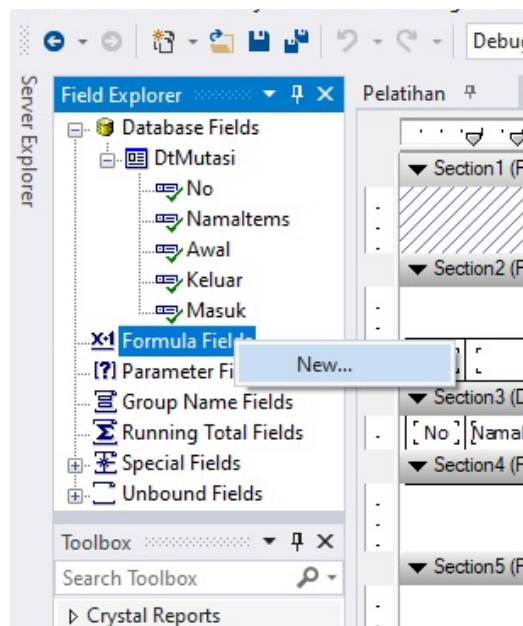 Debug
Server Explorer
Field Explorer
Database Fields
DtMutasi
No
NamaItems
Awal
Keluar
Masuk
Formula Fields
New...
Parameter Fi
Group Name Fields
Running Total Fields
Special Fields
Unbound Fields
Toolbox
Search Toolbox
Crystal Reports
Pelatihan
Section1 (F
Section2 (F
Section3 (D
No NamaI
Section4 (F
Section5 (F